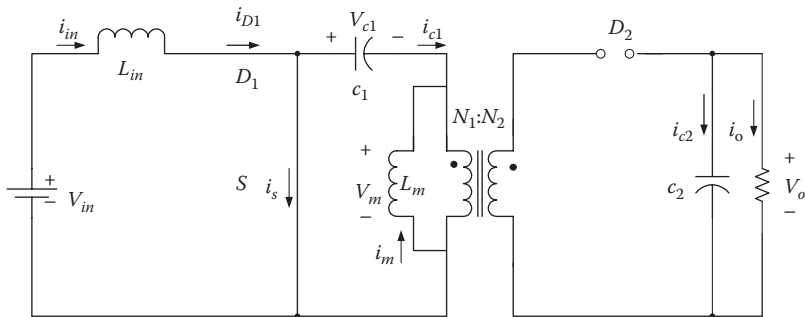 i_in
i_D1
V_c1
+ −
i_c1
D_2
L_in
D_1
c_1
N_1:N_2
i_c2
i_o
+
−
V_in
S
i_s
+
V_m
−
L_m
i_m
c_2
+
V_o
−